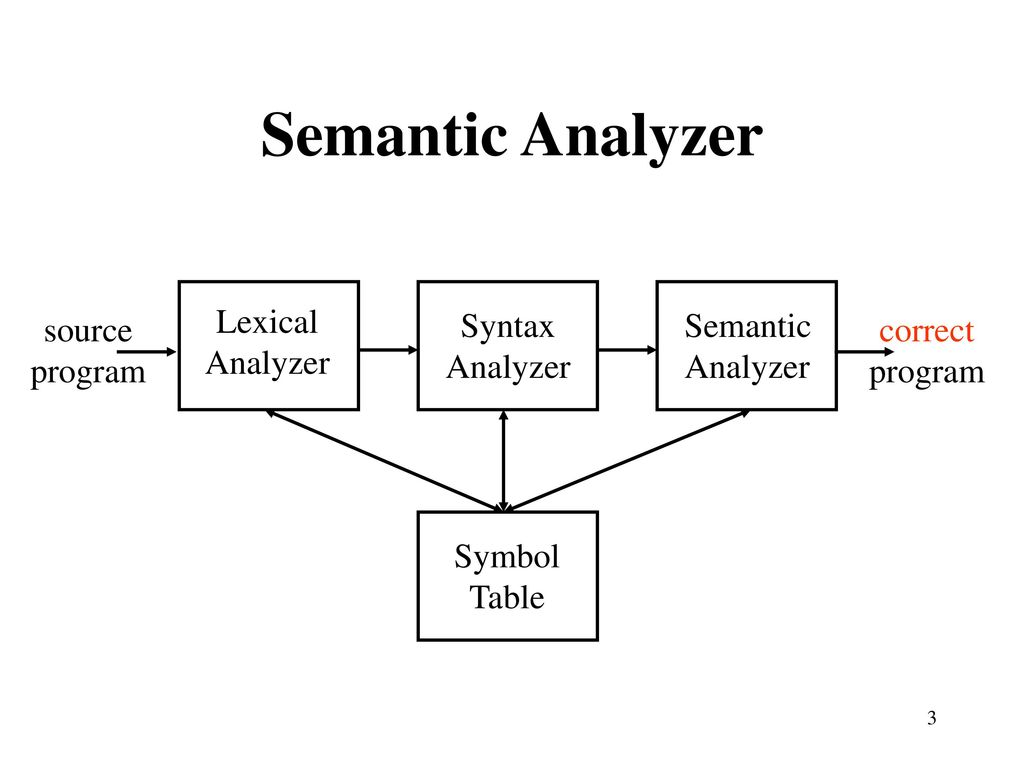 Semantic Analyzer
source
program
Lexical
Analyzer
Syntax
Analyzer
Semantic
Analyzer
correct
program
Symbol
Table
3